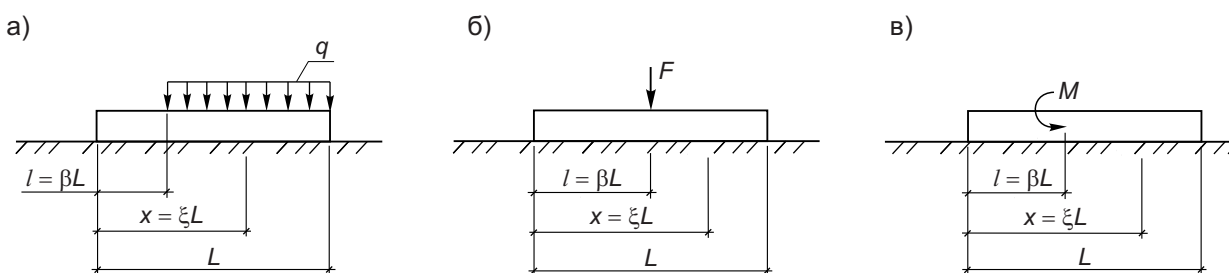 а)
q
l = βL
x = ξL
L
б)
F
l = βL
x = ξL
L
в)
M
l = βL
x = ξL
L